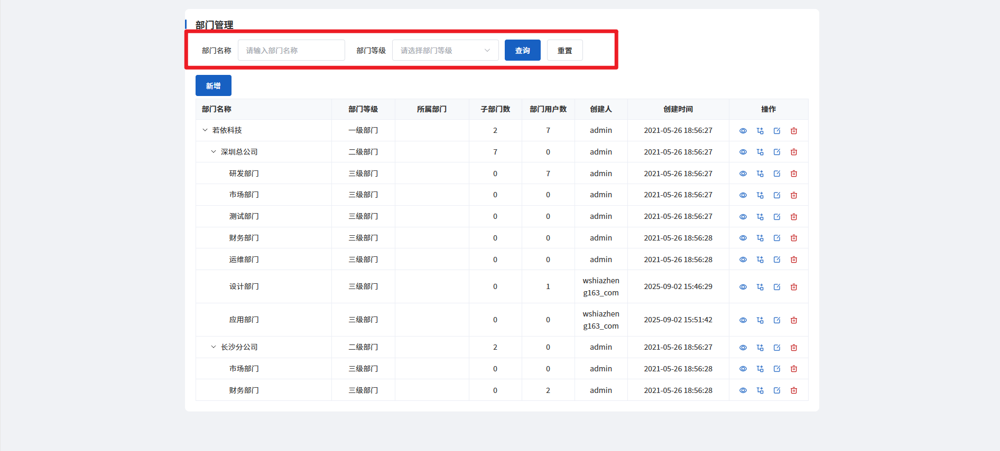 部门管理
部门名称 请输入部门名称 部门等级 请选择部门等级 查询 重置
新增
部门名称 部门等级 所属部门 子部门数 部门用户数 创建人 创建时间 操作
若依科技 一级部门 2 7 admin 2021-05-26 18:56:27
深圳总公司 二级部门 7 0 admin 2021-05-26 18:56:27
研发部门 三级部门 0 7 admin 2021-05-26 18:56:27
市场部门 三级部门 0 0 admin 2021-05-26 18:56:27
测试部门 三级部门 0 0 admin 2021-05-26 18:56:27
财务部门 三级部门 0 0 admin 2021-05-26 18:56:28
运维部门 三级部门 0 0 admin 2021-05-26 18:56:28
设计部门 三级部门 0 1 wshiazhen
g163_com 2025-09-02 15:46:29
应用部门 三级部门 0 0 wshiazhen
g163_com 2025-09-02 15:51:42
长沙分公司 二级部门 2 0 admin 2021-05-26 18:56:27
市场部门 三级部门 0 0 admin 2021-05-26 18:56:28
财务部门 三级部门 0 2 admin 2021-05-26 18:56:28